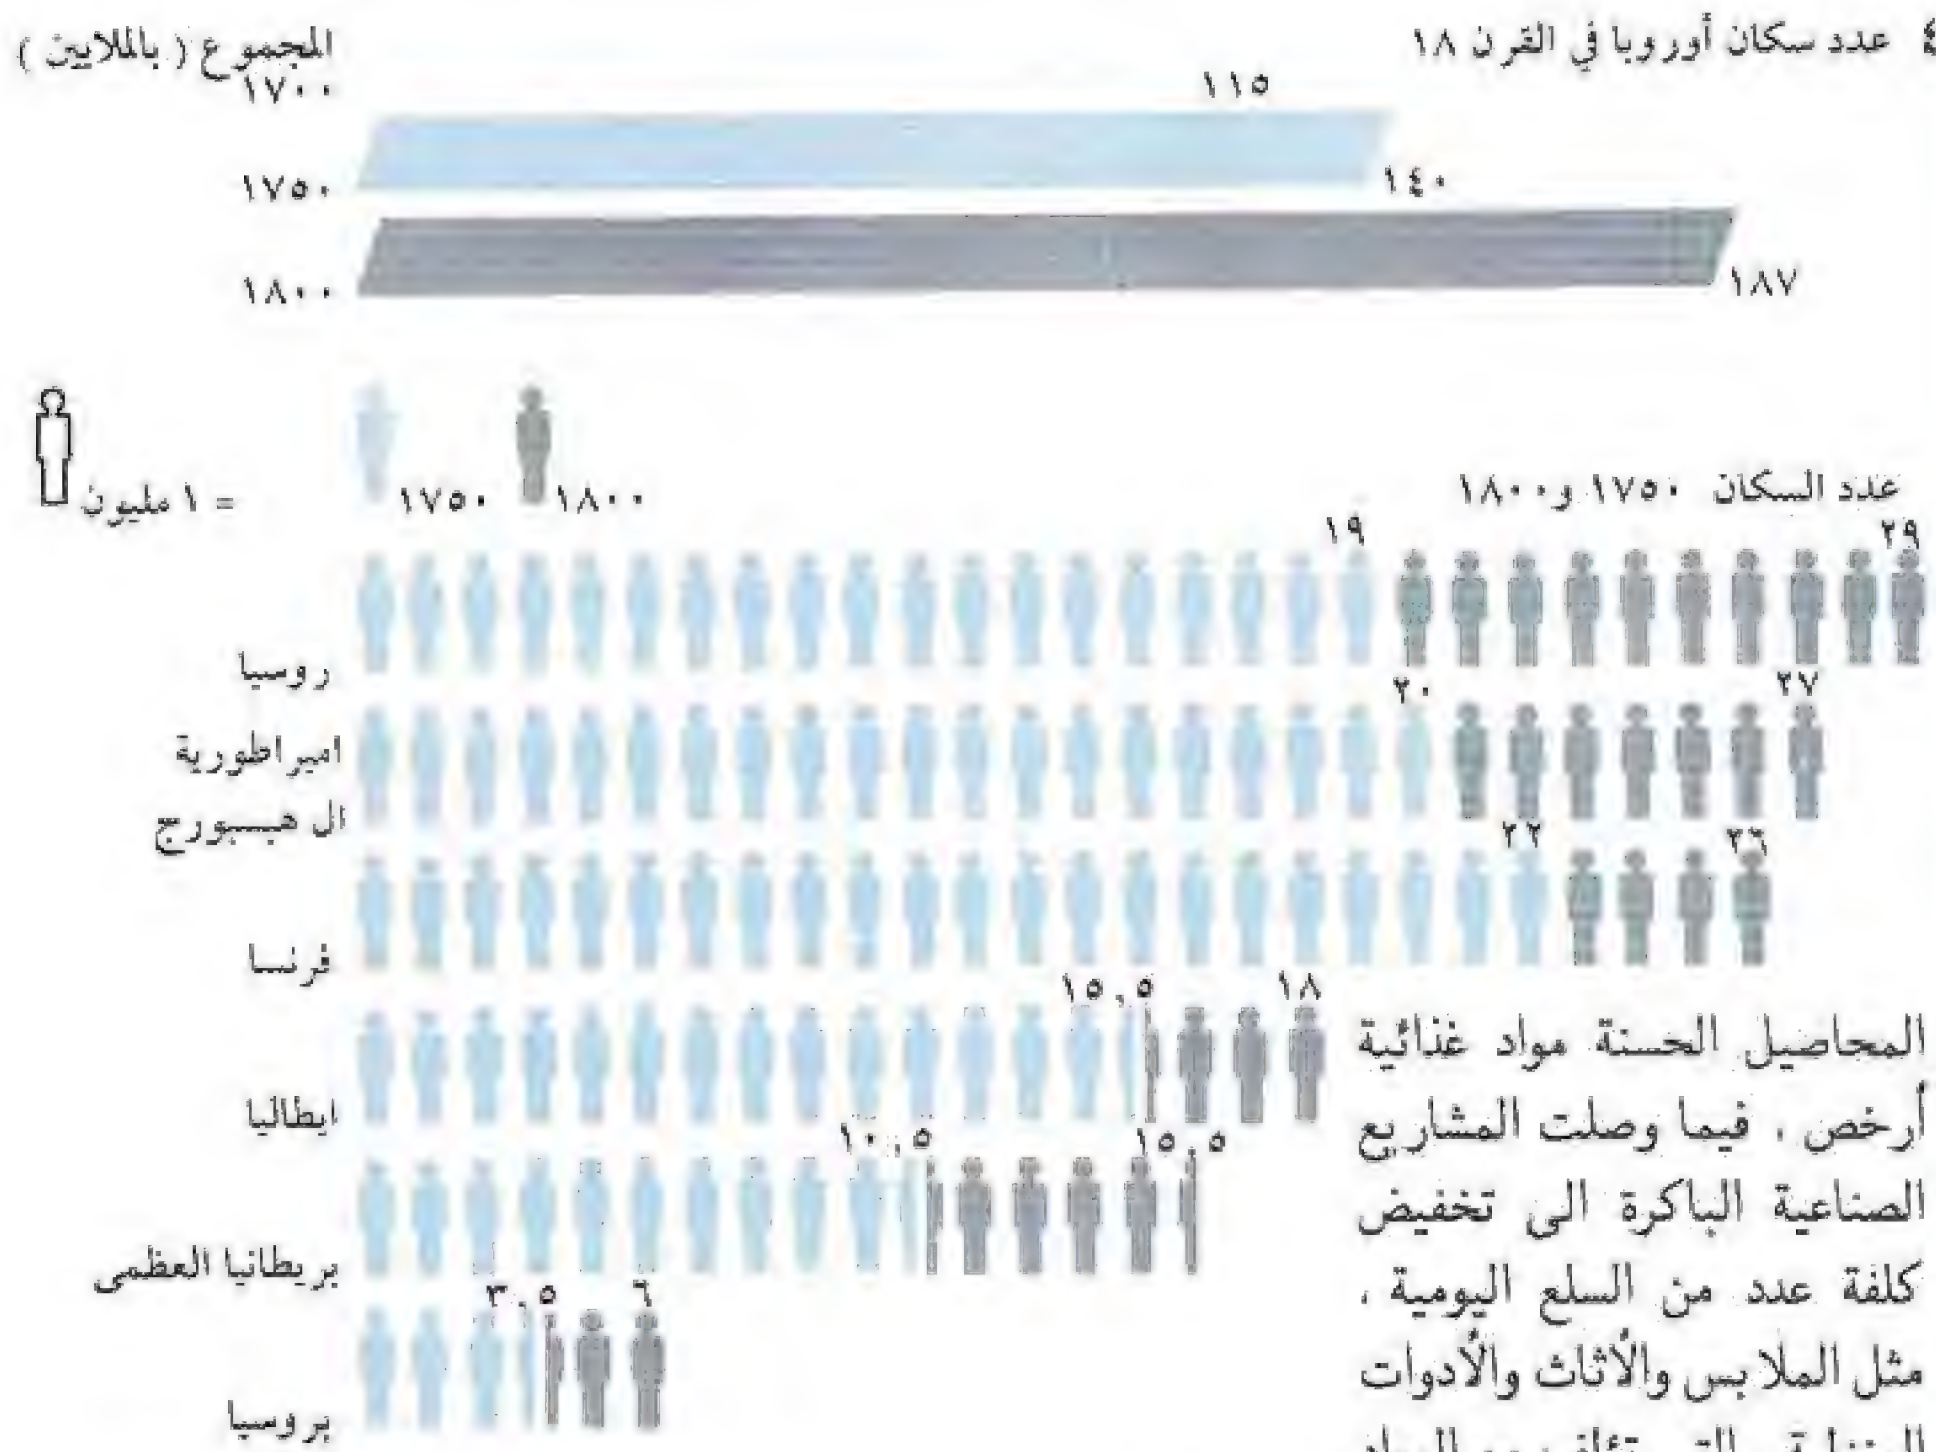 ٤ عدد سكان أوروبا في القرن ١٨
المجموع ( بالملايين )
١٧٠٠
١١٥
١٧٥٠
١٤٠
١٨٠٠
١٨٧
= ١ مليون
١٧٥٠
١٨٠٠
عدد السكان ١٧٥٠ و١٨٠٠
١٩
٢٩
روسيا
٢٠
٢٧
امبراطورية
ال هبسبورج
٢٢
٢٦
فرنسا
١٥,٥
١٨
ايطاليا
١٠,٥
١٥,٥
بريطانيا العظمى
٣,٥
٦
بروسيا
المحاصيل الحسنة مواد غذائية
أرخص ، فيما وصلت المشاريع
الصناعية الباكرة الى تخفيض
كلفة عدد من السلع اليومية ،
مثل الملابس والأثاث والأدوات